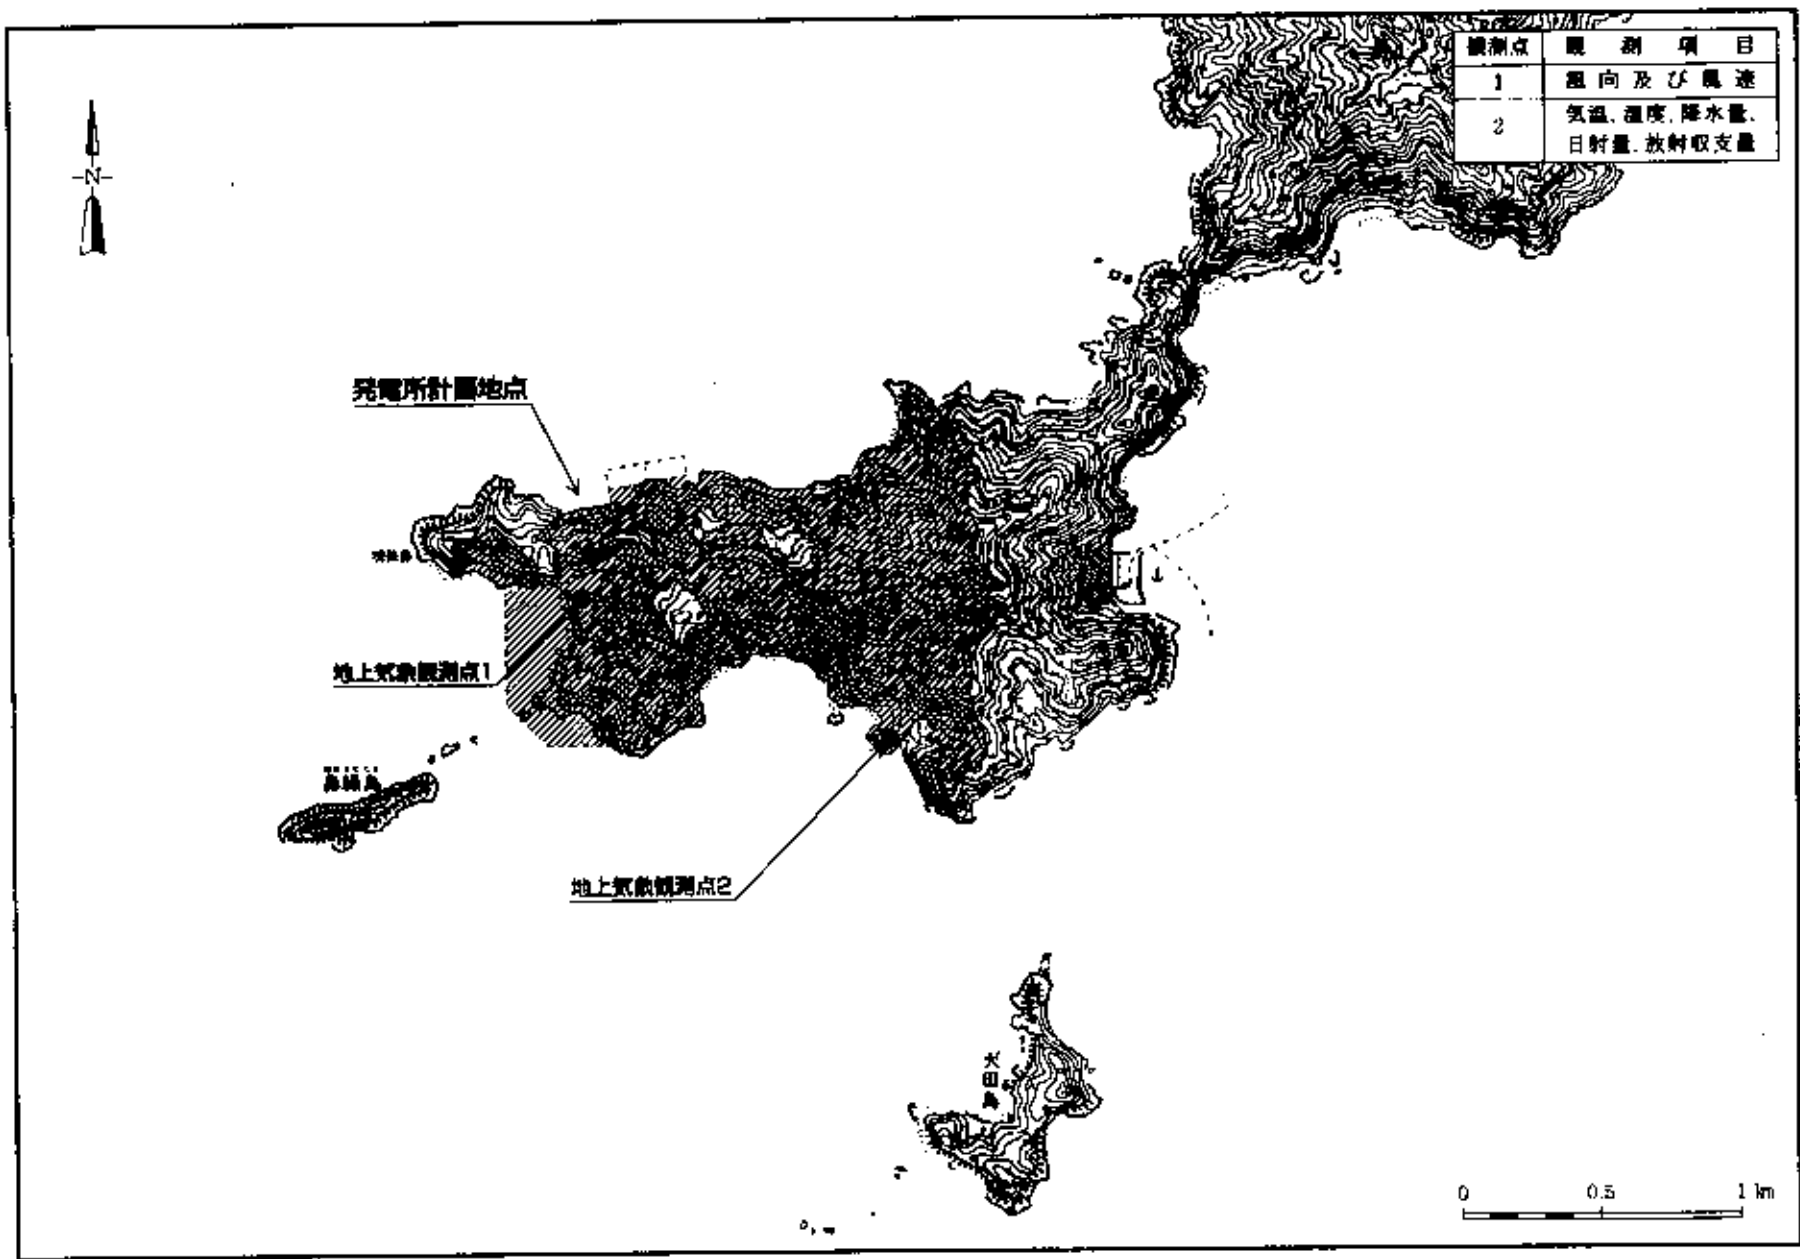 観測点 観測項目
1 風向及び風速
2 気温、湿度、降水量、
日射量、放射収支量
N
発電所計画地点
地上気象観測点1
地上気象観測点2
0 0.5 1 km